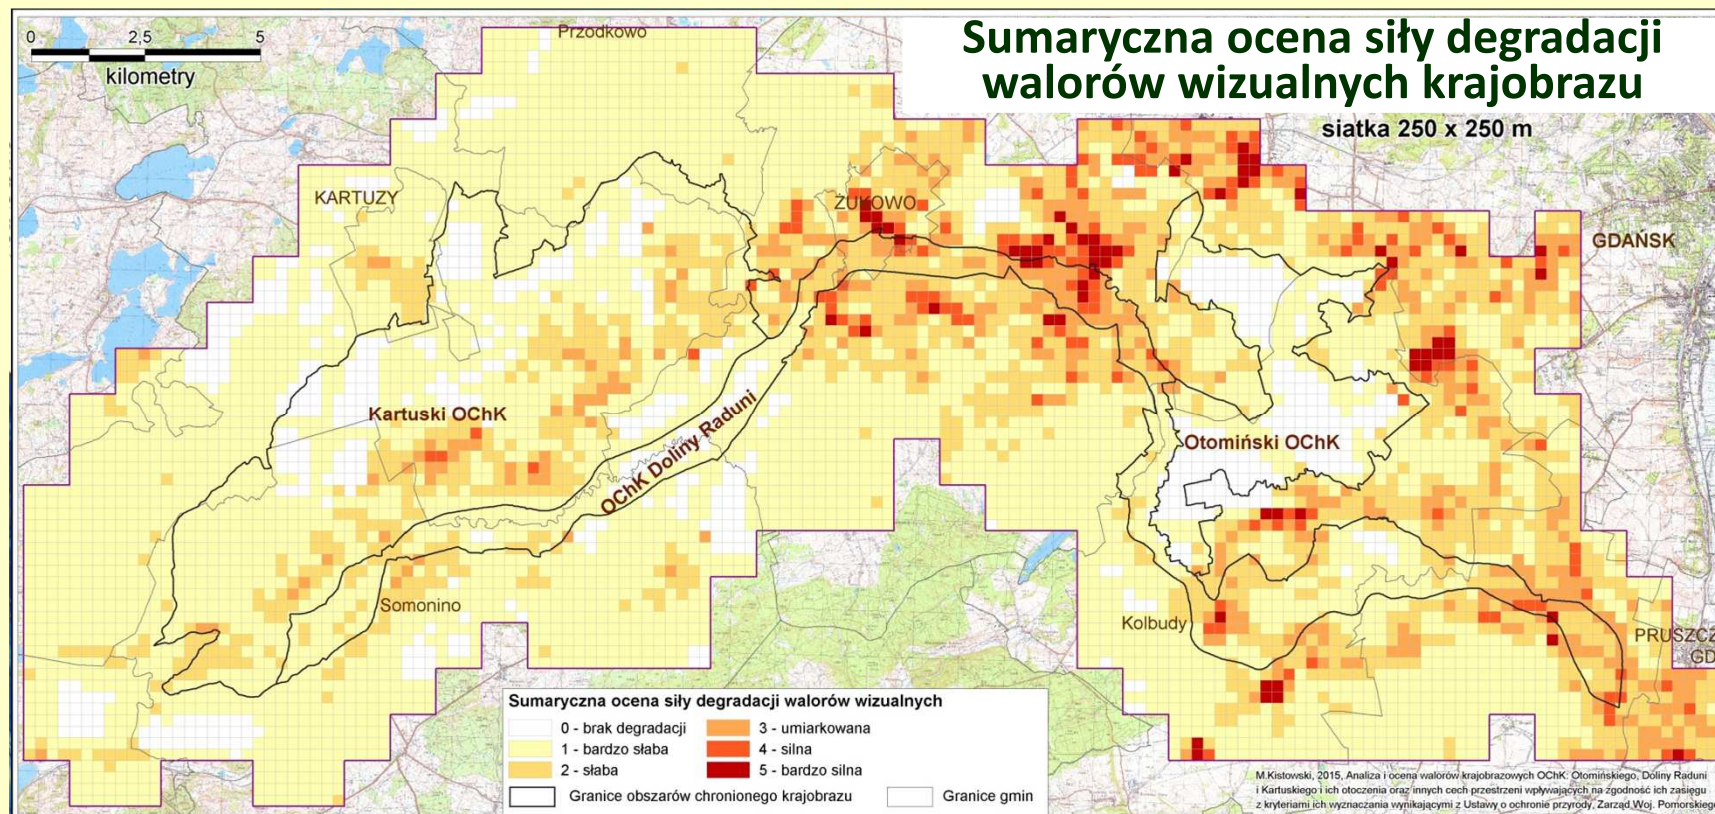 Sumaryczna ocena siły degradacji
walorów wizualnych krajobrazu
siatka 250 x 250 m
0 2,5 5
kilometry
Przodkowo
KARTUZY
ŻUKOWO
GDAŃSK
Kartuski OChK
OChK Doliny Raduni
Otomiński OChK
Somonino
Kolbudy
PRUSZCZ
GD
Sumaryczna ocena siły degradacji walorów wizualnych
0 - brak degradacji
1 - bardzo słaba
2 - słaba
3 - umiarkowana
4 - silna
5 - bardzo silna
Granice obszarów chronionego krajobrazu
Granice gmin
M.Kistowski, 2015, Analiza i ocena walorów krajobrazowych OChK: Otomińskiego, Doliny Raduni
i Kartuskiego i ich otoczenia oraz innych cech przestrzeni wpływających na zgodność ich zasięgu
z kryteriami ich wyznaczania wynikającymi z Ustawy o ochronie przyrody, Zarząd Woj. Pomorskiego